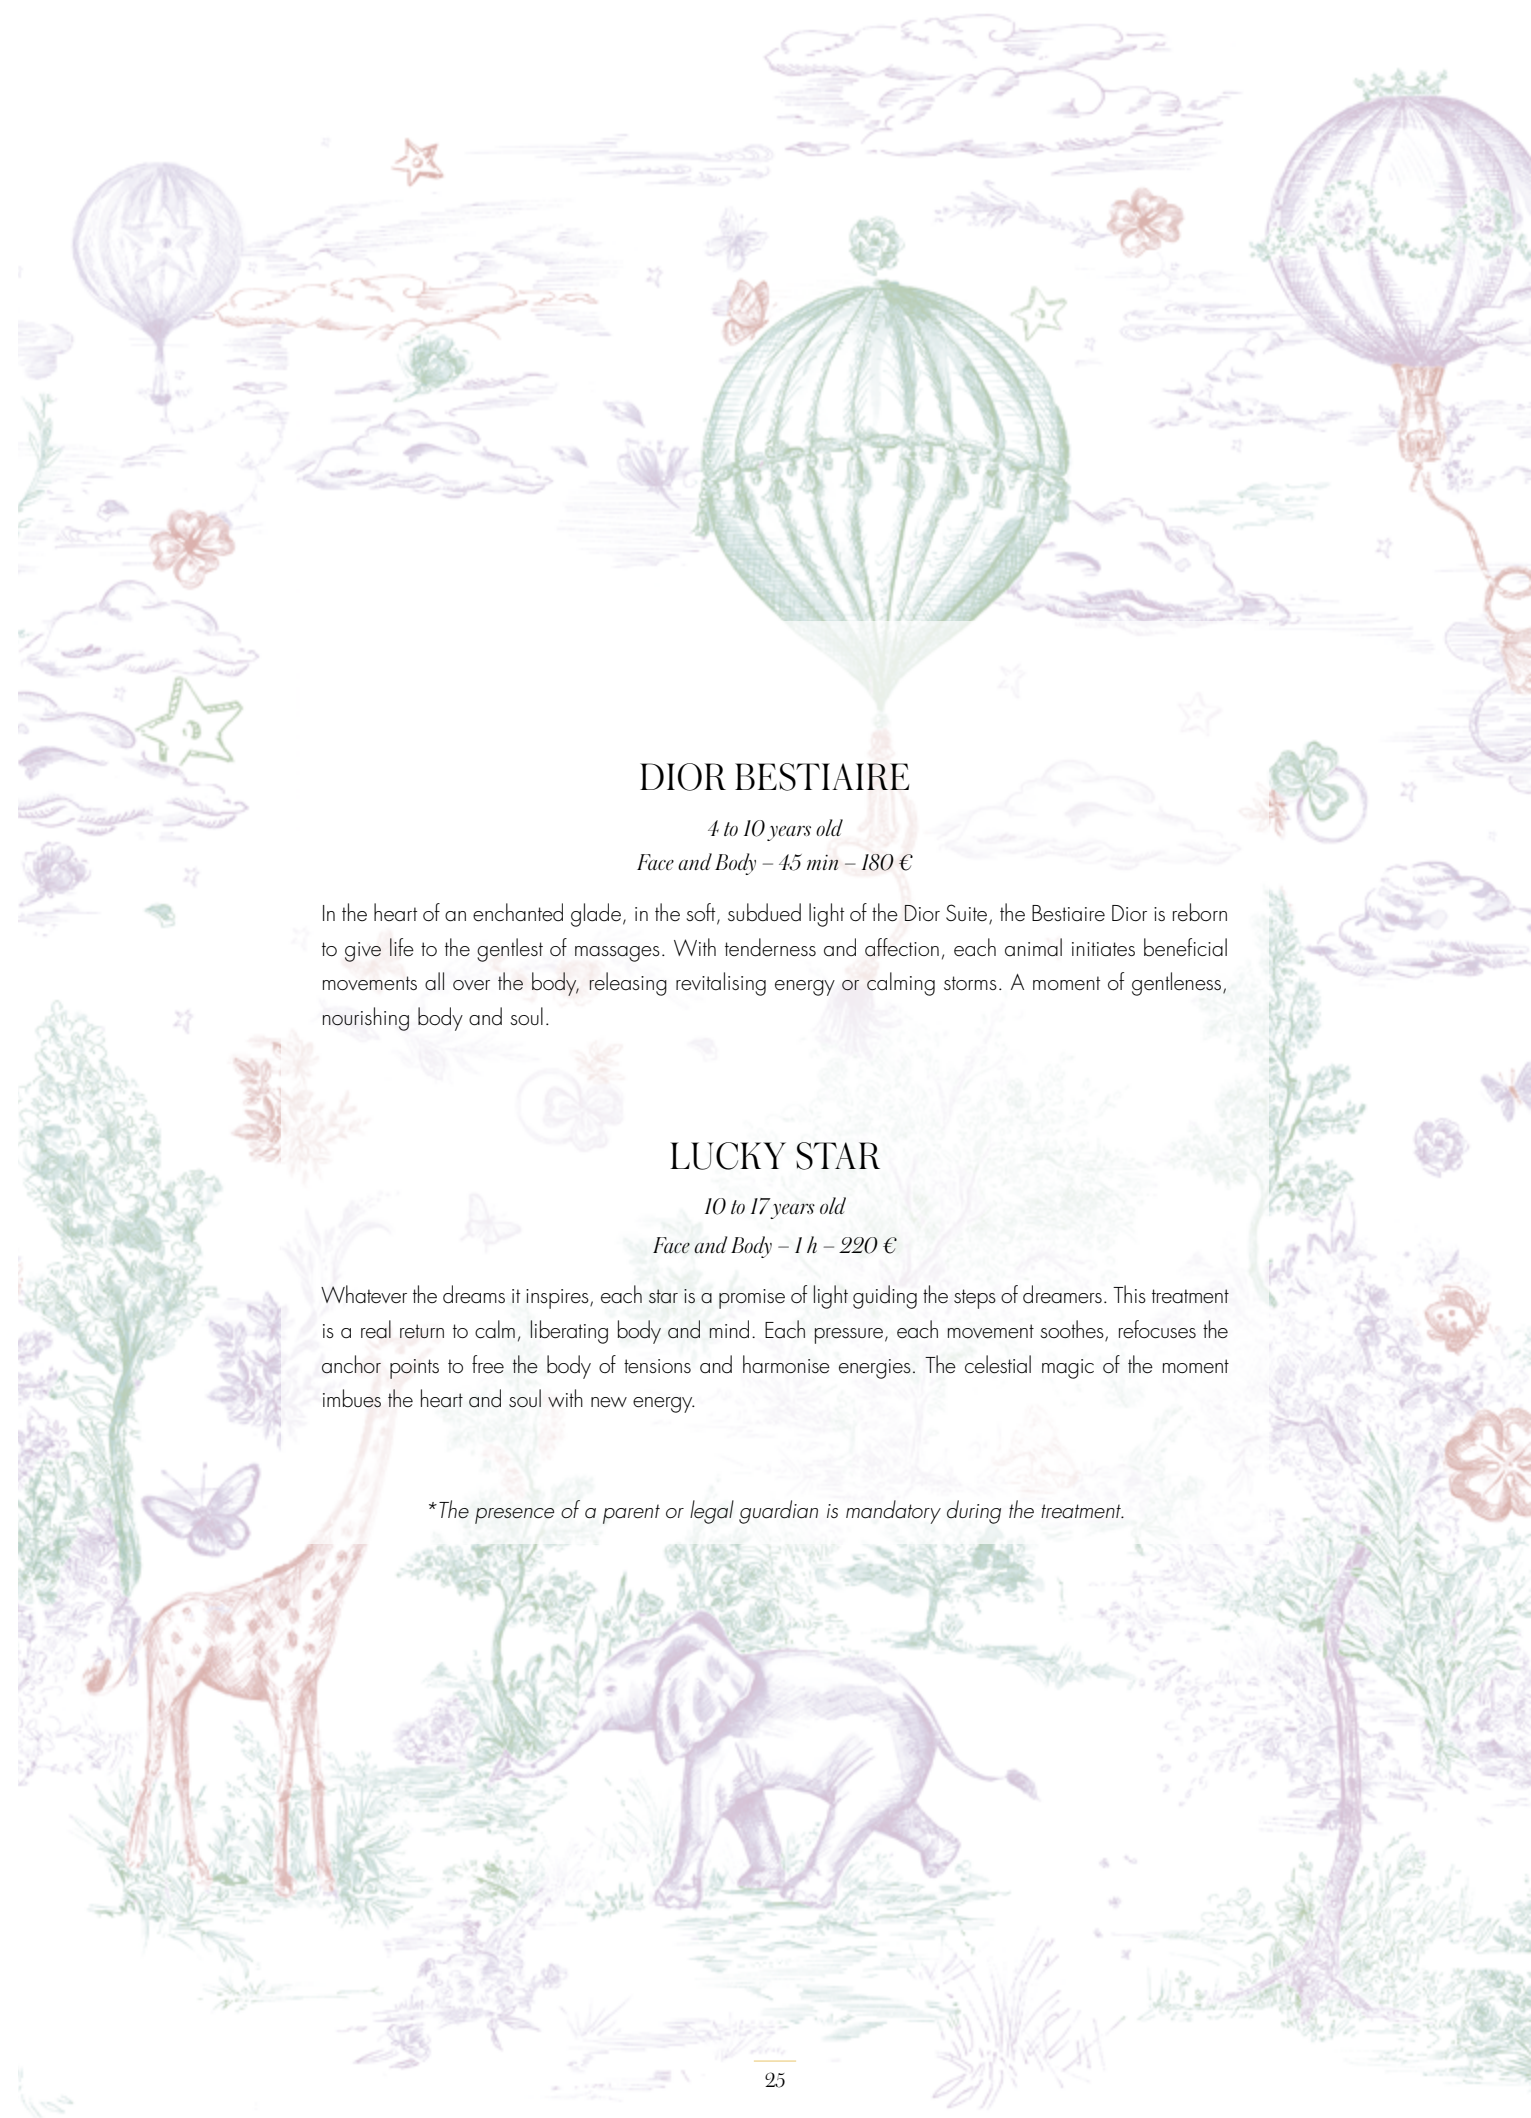 DIOR BESTIAIRE
4 to 10 years old
Face and Body – 45 min – 180 €
In the heart of an enchanted glade, in the soft, subdued light of the Dior Suite, the Bestiaire Dior is reborn
to give life to the gentlest of massages. With tenderness and affection, each animal initiates beneficial
movements all over the body, releasing revitalising energy or calming storms. A moment of gentleness,
nourishing body and soul.
LUCKY STAR
10 to 17 years old
Face and Body – 1 h – 220 €
Whatever the dreams it inspires, each star is a promise of light guiding the steps of dreamers. This treatment
is a real return to calm, liberating body and mind. Each pressure, each movement soothes, refocuses the
anchor points to free the body of tensions and harmonise energies. The celestial magic of the moment
imbues the heart and soul with new energy.
*The presence of a parent or legal guardian is mandatory during the treatment.
25